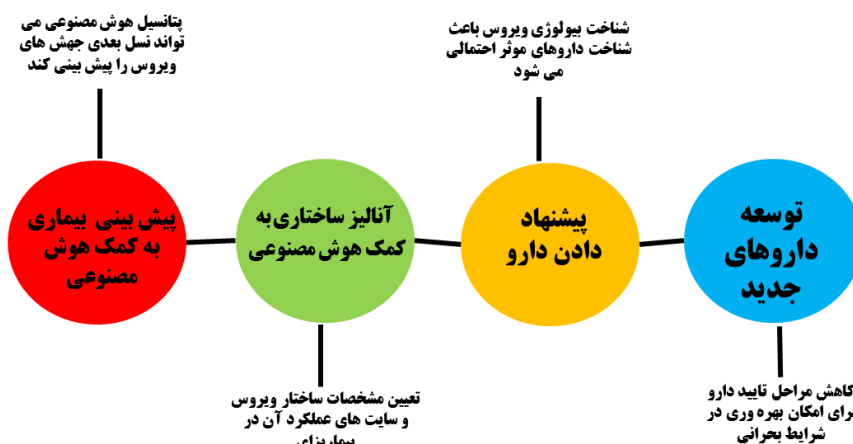 پتانسیل هوش مصنوعی می
تواند نسل بعدی جهش های
ویروس را پیش بینی کند
پیش بینی بیماری
به کمک هوش
مصنوعی
آنالیز ساختاری به
کمک هوش مصنوعی
تعیین مشخصات ساختار ویروس
و سایت های عملکرد آن در
بیماریزای
شناخت بیولوژی ویروس باعث
شناخت داروهای موثر احتمالی
می شود
پیشنهاد
دادن دارو
توسعه
داروهای
جدید
کاهش مراحل تایید دارو
برای امکان بهره وری در
شرایط بحرانی